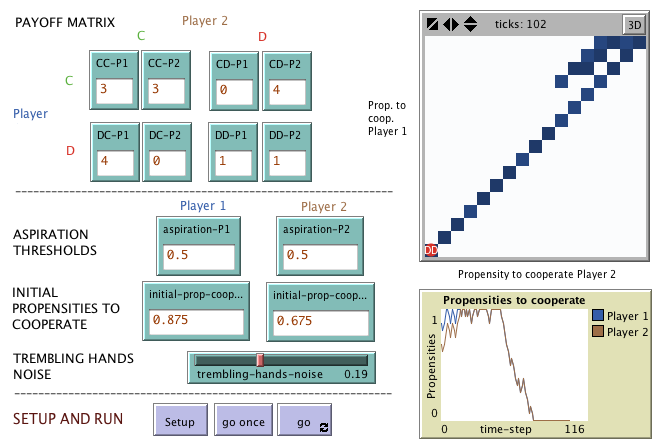 PAYOFF MATRIX
Player 2
C
D
CC-P1
3
CC-P2
3
CD-P1
0
CD-P2
4
C
Player
D
DC-P1
4
DC-P2
0
DD-P1
1
DD-P2
1
Player 1
Player 2
ASPIRATION
THRESHOLDS
aspiration-P1
0.5
aspiration-P2
0.5
INITIAL
PROPENSITIES TO
COOPERATE
initial-prop-coop...
0.875
initial-prop-coop...
0.675
TREMBLING HANDS
NOISE
trembling-hands-noise 0.19
SETUP AND RUN
Setup
go once
go
ticks: 102
3D
Prop. to
coop.
Player 1
DD
Propensity to cooperate Player 2
Propensities to cooperate
Propensities
1
0
0
time-step
116
Player 1
Player 2